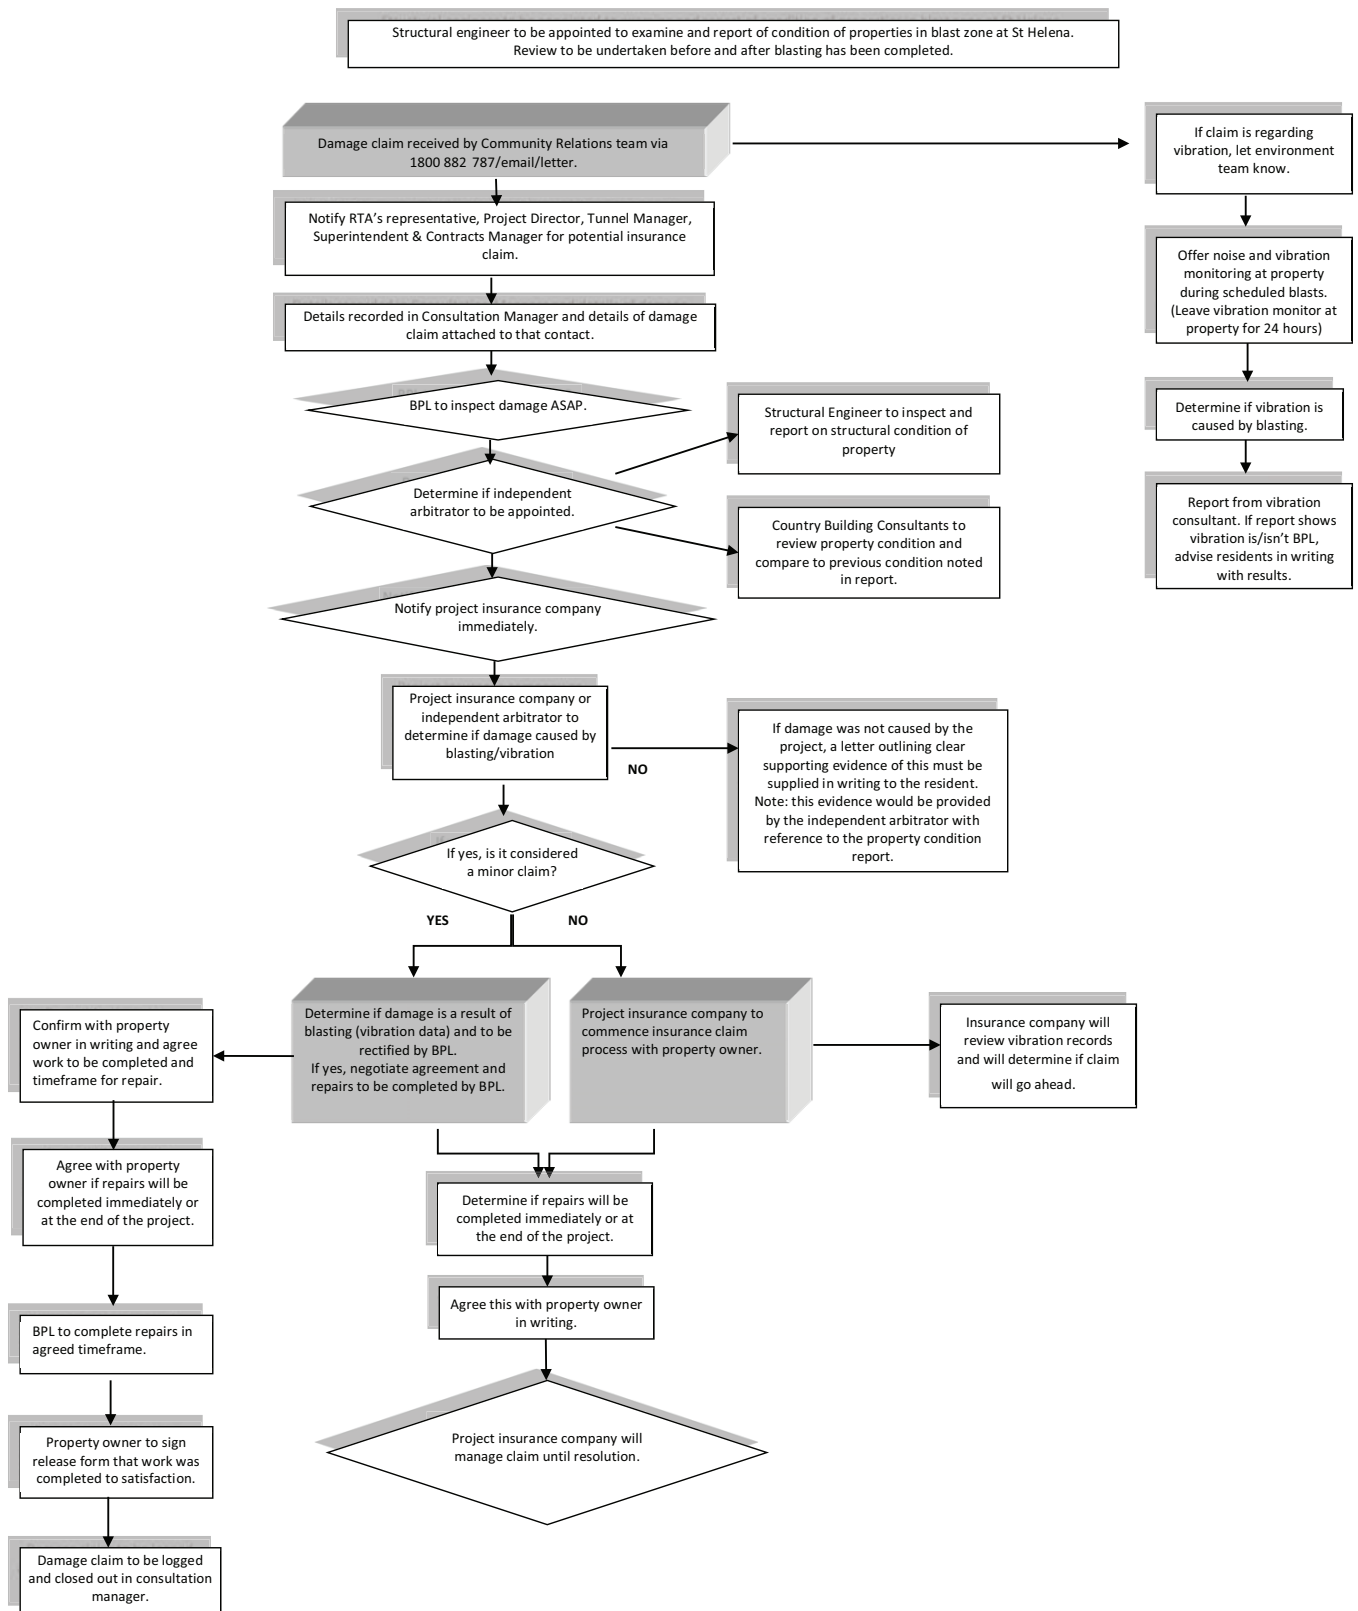 Structural engineer to be appointed to examine and report of condition of properties in blast zone at St Helena.
Review to be undertaken before and after blasting has been completed.
Damage claim received by Community Relations team via
1800 882 787/email/letter.
If claim is regarding
vibration, let environment
team know.
Notify RTA’s representative, Project Director, Tunnel Manager,
Superintendent & Contracts Manager for potential insurance
claim.
Offer noise and vibration
monitoring at property
during scheduled blasts.
(Leave vibration monitor at
property for 24 hours)
Details recorded in Consultation Manager and details of damage
claim attached to that contact.
BPL to inspect damage ASAP.
Structural Engineer to inspect and
report on structural condition of
property
Determine if vibration is
caused by blasting.
Determine if independent
arbitrator to be appointed.
Country Building Consultants to
review property condition and
compare to previous condition noted
in report.
Report from vibration
consultant. If report shows
vibration is/isn’t BPL,
advise residents in writing
with results.
Notify project insurance company
immediately.
Project insurance company or
independent arbitrator to
determine if damage caused by
blasting/vibration
NO
If damage was not caused by the
project, a letter outlining clear
supporting evidence of this must be
supplied in writing to the resident.
Note: this evidence would be provided
by the independent arbitrator with
reference to the property condition
report.
If yes, is it considered
a minor claim?
YES
NO
Confirm with property
owner in writing and agree
work to be completed and
timeframe for repair.
Determine if damage is a result of
blasting (vibration data) and to be
rectified by BPL.
If yes, negotiate agreement and
repairs to be completed by BPL.
Project insurance company to
commence insurance claim
process with property owner.
Insurance company will
review vibration records
and will determine if claim
will go ahead.
Agree with property
owner if repairs will be
completed immediately or
at the end of the project.
Determine if repairs will be
completed immediately or at
the end of the project.
Agree this with property owner
in writing.
BPL to complete repairs in
agreed timeframe.
Project insurance company will
manage claim until resolution.
Property owner to sign
release form that work was
completed to satisfaction.
Damage claim to be logged
and closed out in consultation
manager.